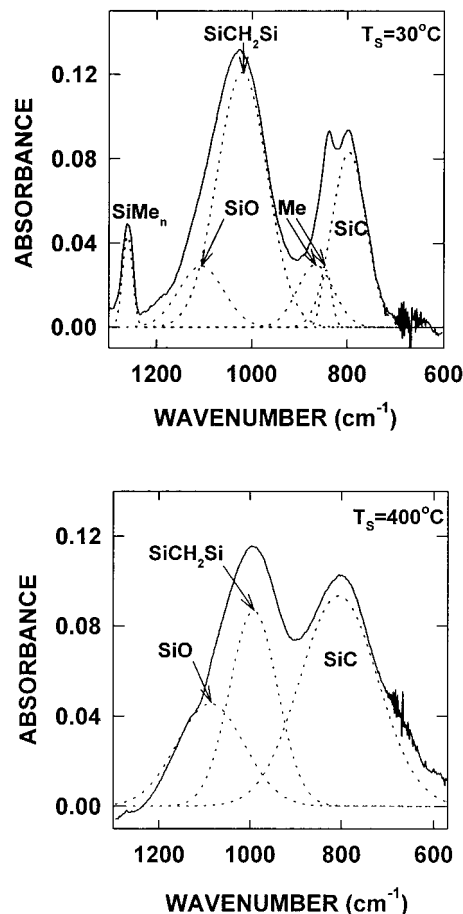 SiCH₂Si
T_S=30°C
0.12
0.08
0.04
0.00
ABSORBANCE
SiMeₙ
SiO
Me
SiC
1200 1000 800 600
WAVENUMBER (cm⁻¹)
T_S=400°C
0.12
0.08
0.04
0.00
ABSORBANCE
SiCH₂Si
SiO
SiC
1200 1000 800 600
WAVENUMBER (cm⁻¹)